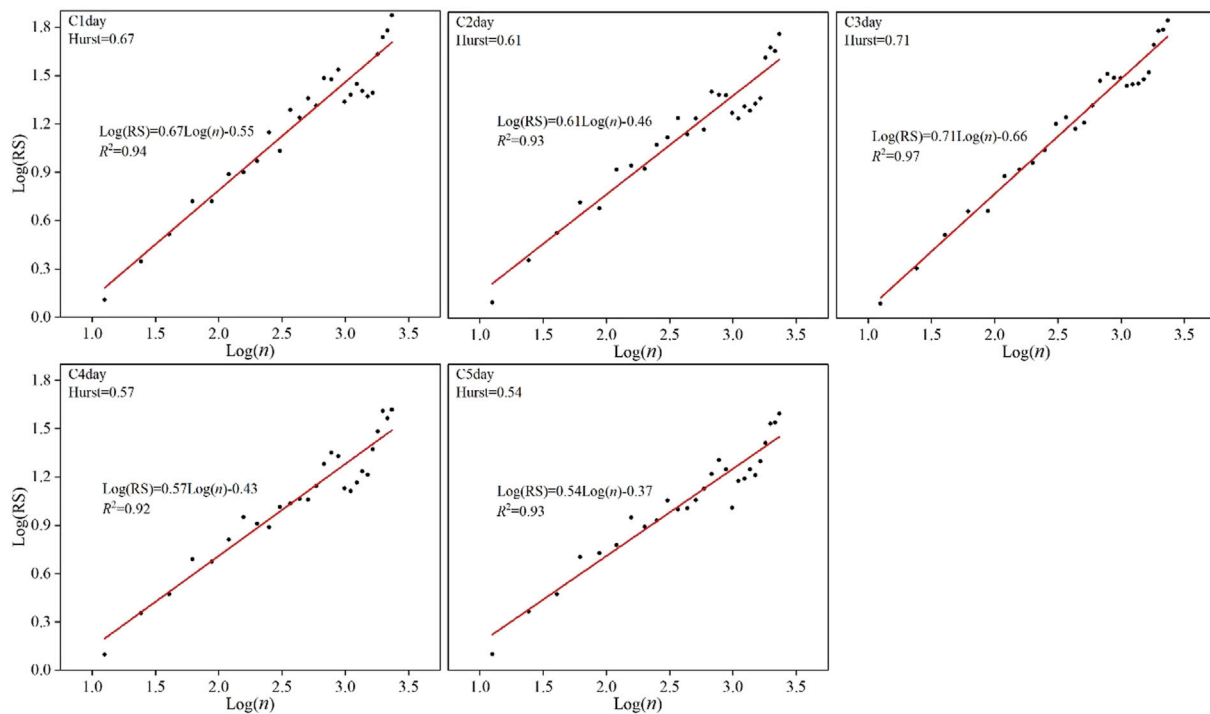 C1day
Hurst=0.67
Log(RS)=0.67Log(n)-0.55
R²=0.94
1.8
1.5
1.2
0.9
0.6
0.3
0.0
Log(RS)
1.0 1.5 2.0 2.5 3.0 3.5
Log(n)
C2day
Hurst=0.61
Log(RS)=0.61Log(n)-0.46
R²=0.93
1.0 1.5 2.0 2.5 3.0 3.5
Log(n)
C3day
Hurst=0.71
Log(RS)=0.71Log(n)-0.66
R²=0.97
1.0 1.5 2.0 2.5 3.0 3.5
Log(n)
C4day
Hurst=0.57
Log(RS)=0.57Log(n)-0.43
R²=0.92
1.8
1.5
1.2
0.9
0.6
0.3
0.0
Log(RS)
1.0 1.5 2.0 2.5 3.0 3.5
Log(n)
C5day
Hurst=0.54
Log(RS)=0.54Log(n)-0.37
R²=0.93
1.0 1.5 2.0 2.5 3.0 3.5
Log(n)